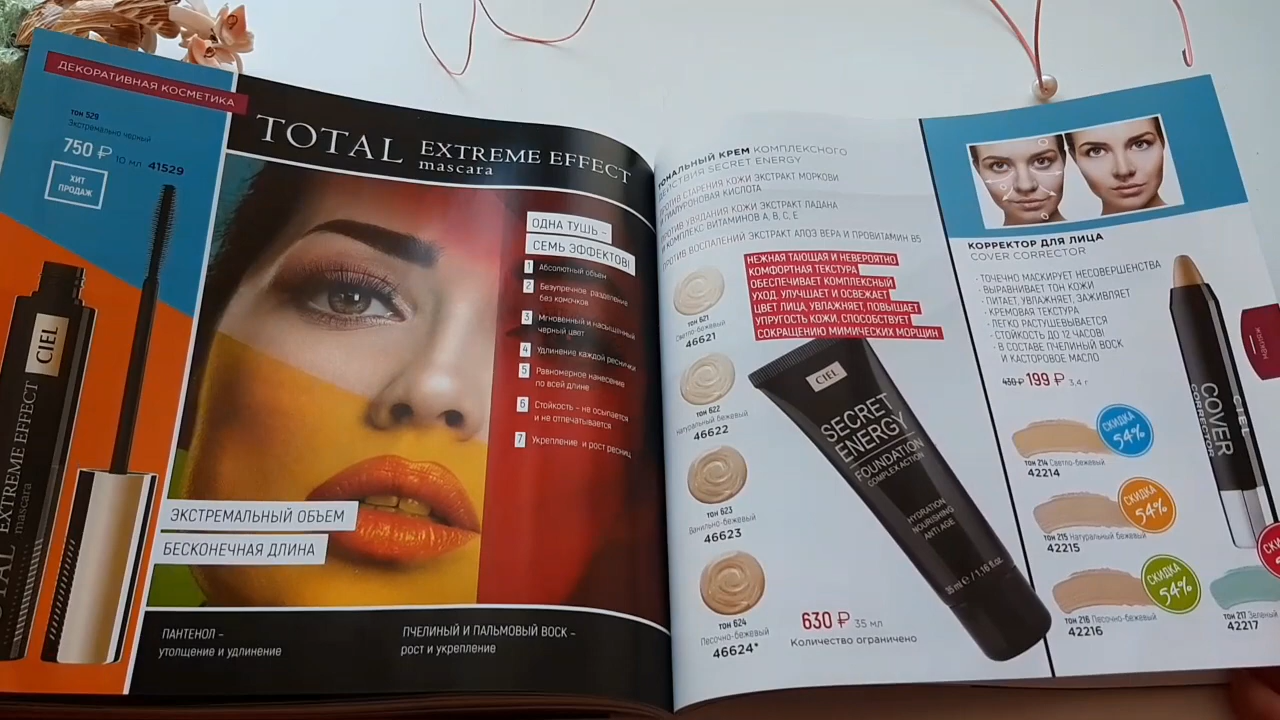 ДЕКОРАТИВНАЯ КОСМЕТИКА
тон 529
Экстремально черный
750 ₽ 10 мл 41529
ХИТ
ПРОДАЖ
TOTAL EXTREME EFFECT
mascara
ОДНА ТУШЬ –
СЕМЬ ЭФФЕКТОВ!
1 Абсолютный объем
2 Безупречное разделение
без комочков
3 Мгновенный и насыщенный
черный цвет
4 Удлинение каждой реснички
5 Равномерное нанесение
по всей длине
6 Стойкость – не осыпается
и не отпечатывается
7 Укрепление и рост ресниц
CIEL
EXTREME EFFECT
mascara
ЭКСТРЕМАЛЬНЫЙ ОБЪЕМ
БЕСКОНЕЧНАЯ ДЛИНА
ПАНТЕНОЛ –
утолщение и удлинение
ПЧЕЛИНЫЙ И ПАЛЬМОВЫЙ ВОСК –
рост и укрепление
ТОНАЛЬНЫЙ КРЕМ КОМПЛЕКСНОГО
ДЕЙСТВИЯ SECRET ENERGY
ПРОТИВ СТАРЕНИЯ КОЖИ ЭКСТРАКТ МОРКОВИ
И ГИАЛУРОНОВАЯ КИСЛОТА
ПРОТИВ УВЯДАНИЯ КОЖИ ЭКСТРАКТ ЛАДАНА
И КОМПЛЕКС ВИТАМИНОВ А, В, С, Е
ПРОТИВ ВОСПАЛЕНИЙ ЭКСТРАКТ АЛОЭ ВЕРА И ПРОВИТАМИН В5
НЕЖНАЯ ТАЮЩАЯ И НЕВЕРОЯТНО
КОМФОРТНАЯ ТЕКСТУРА
ОБЕСПЕЧИВАЕТ КОМПЛЕКСНЫЙ
УХОД, УЛУЧШАЕТ И ОСВЕЖАЕТ
ЦВЕТ ЛИЦА, УВЛАЖНЯЕТ, ПОВЫШАЕТ
УПРУГОСТЬ КОЖИ, СПОСОБСТВУЕТ
СОКРАЩЕНИЮ МИМИЧЕСКИХ МОРЩИН
тон 621
Светло-бежевый
46621
тон 622
натуральный бежевый
46622
тон 623
Ванильно-бежевый
46623
тон 624
Песочно-бежевый
46624*
CIEL
SECRET
ENERGY
FOUNDATION
COMPLEX ACTION
HYDRATION
NOURISHING
ANTI AGE
35 ml e / 1,16 fl.oz
630 ₽ 35 мл
Количество ограничено
КОРРЕКТОР ДЛЯ ЛИЦА
COVER CORRECTOR
- ТОЧЕЧНО МАСКИРУЕТ НЕСОВЕРШЕНСТВА
- ВЫРАВНИВАЕТ ТОН КОЖИ
- ПИТАЕТ, УВЛАЖНЯЕТ, ЗАЖИВЛЯЕТ
- КРЕМОВАЯ ТЕКСТУРА
- ЛЕГКО РАСТУШЕВЫВАЕТСЯ
- СТОЙКОСТЬ ДО 12 ЧАСОВ!
- В СОСТАВЕ ПЧЕЛИНЫЙ ВОСК
И КАСТОРОВОЕ МАСЛО
430 ₽ 199 ₽ 3,4 г
СКИДКА
54%
тон 214 Светло-бежевый
42214
СКИДКА
54%
тон 215 Натуральный бежевый
42215
СКИДКА
54%
тон 216 Песочно-бежевый
42216
тон 217 Зеленый
42217
CIEL
COVER
CORRECTOR